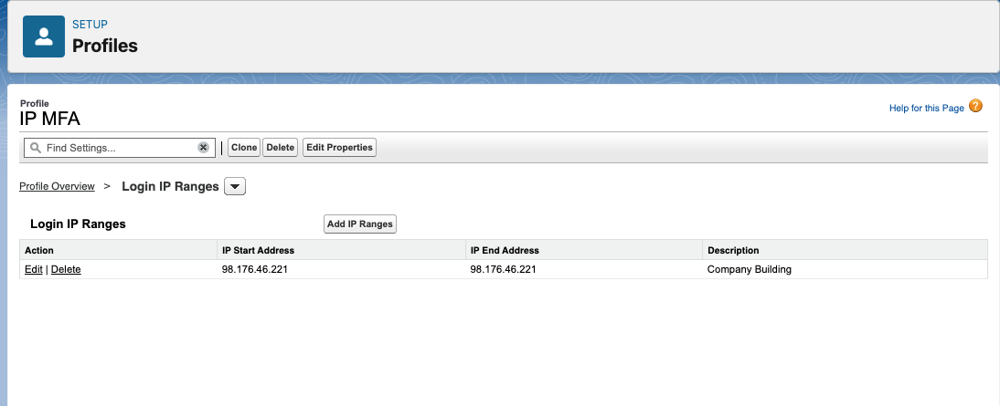 SETUP
Profiles
Profile
IP MFA
Help for this Page ?
Find Settings...
Clone Delete Edit Properties
Profile Overview > Login IP Ranges
Login IP Ranges Add IP Ranges
Action IP Start Address IP End Address Description
Edit | Delete 98.176.46.221 98.176.46.221 Company Building